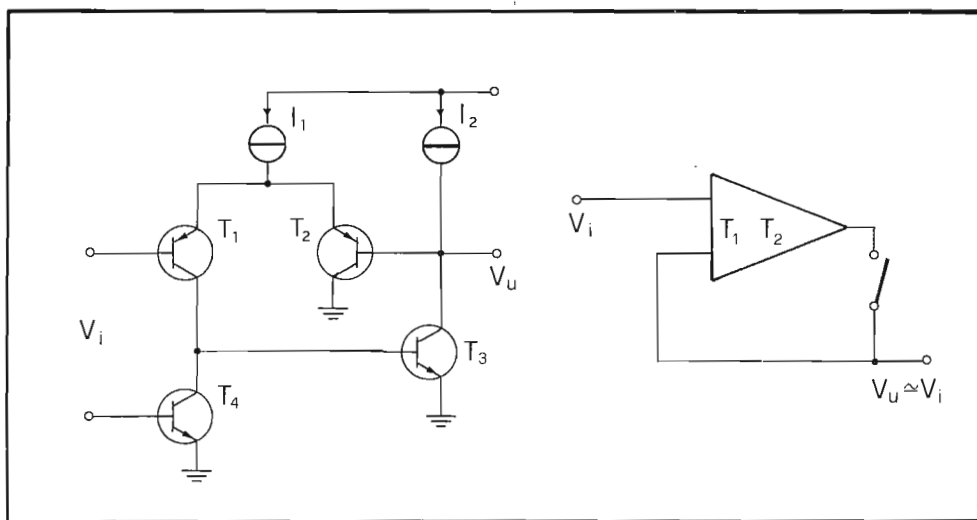 I₁
I₂
T₁
T₂
Vᵢ
Vᵤ
T₃
T₄
Vᵢ
T₁ T₂
Vᵤ≃Vᵢ